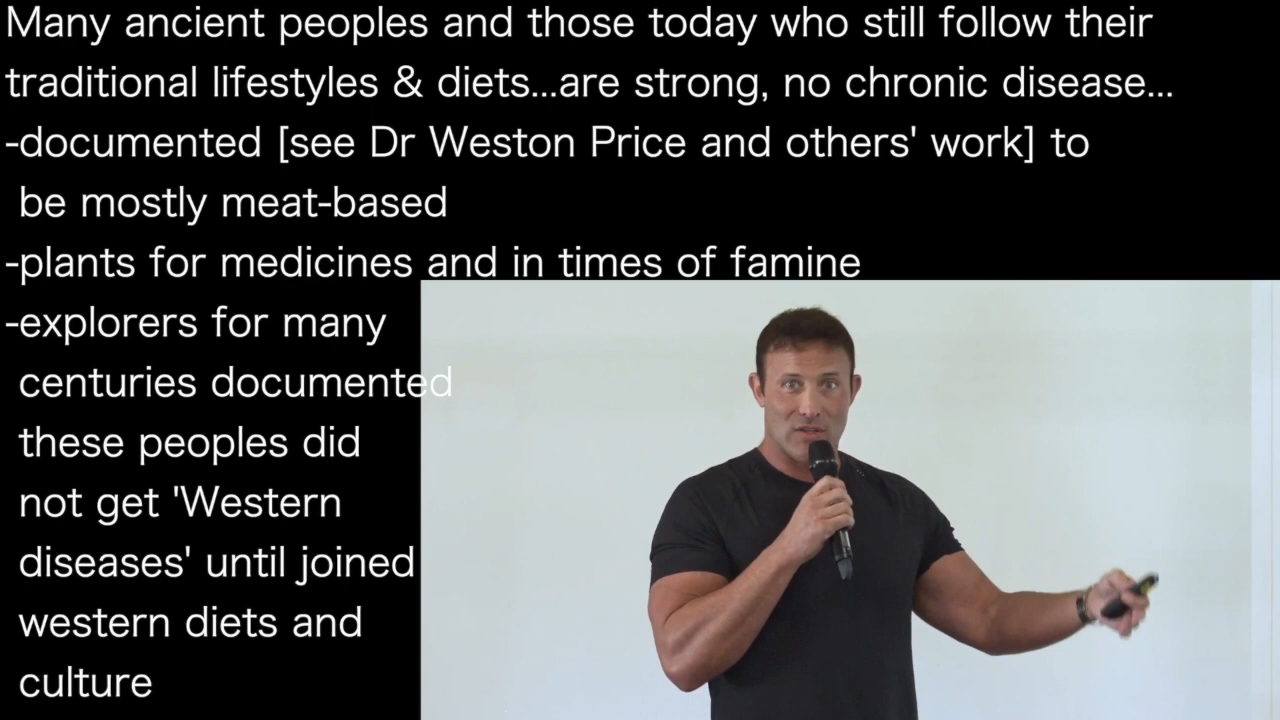 Many ancient peoples and those today who still follow their
traditional lifestyles & diets...are strong, no chronic disease...
-documented [see Dr Weston Price and others' work] to
be mostly meat-based
-plants for medicines and in times of famine
-explorers for many
centuries documented
these peoples did
not get 'Western
diseases' until joined
western diets and
culture